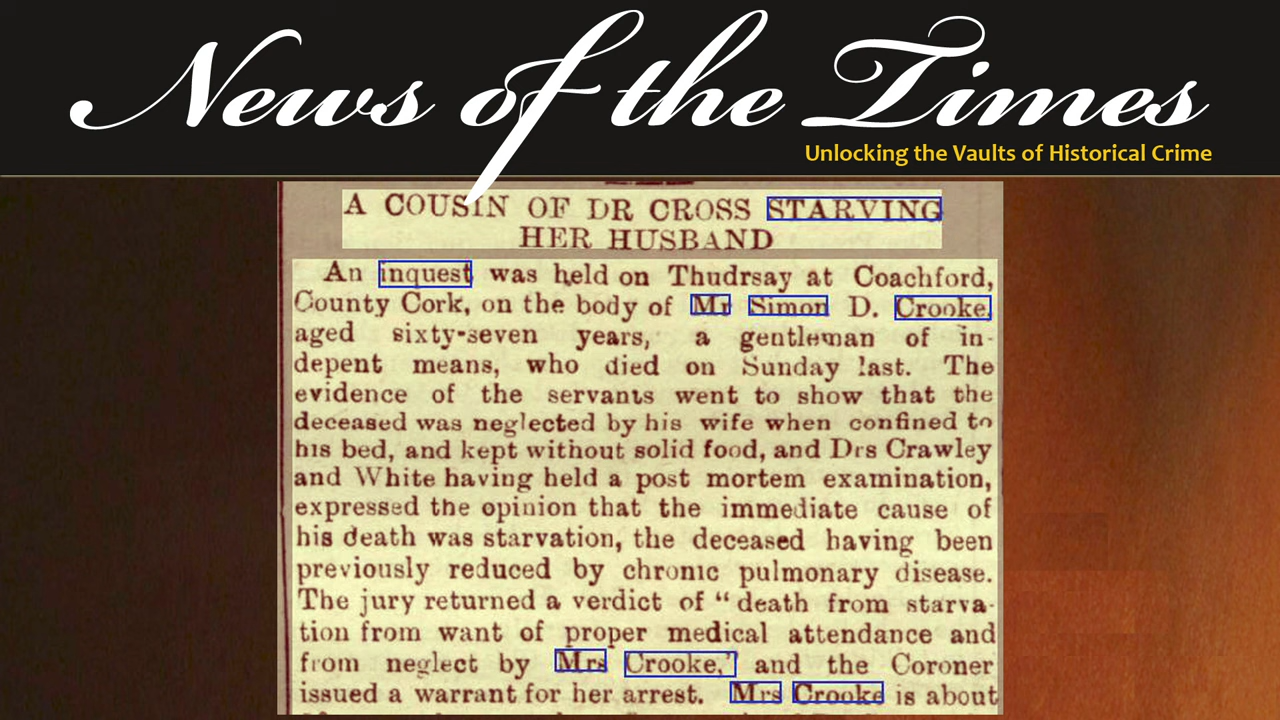 News of the Times
Unlocking the Vaults of Historical Crime
A COUSIN OF DR CROSS STARVING
HER HUSBAND
An inquest was held on Thudrsay at Coachford,
County Cork, on the body of Mr Simon D. Crooke,
aged sixty-seven years, a gentleman of in-
depent means, who died on Sunday last. The
evidence of the servants went to show that the
deceased was neglected by his wife when confined to
his bed, and kept without solid food, and Drs Crawley
and White having held a post mortem examination,
expressed the opinion that the immediate cause of
his death was starvation, the deceased having been
previously reduced by chronic pulmonary disease.
The jury returned a verdict of “ death from starva-
tion from want of proper medical attendance and
from neglect by Mrs Crooke,” and the Coroner
issued a warrant for her arrest. Mrs Crooke is about